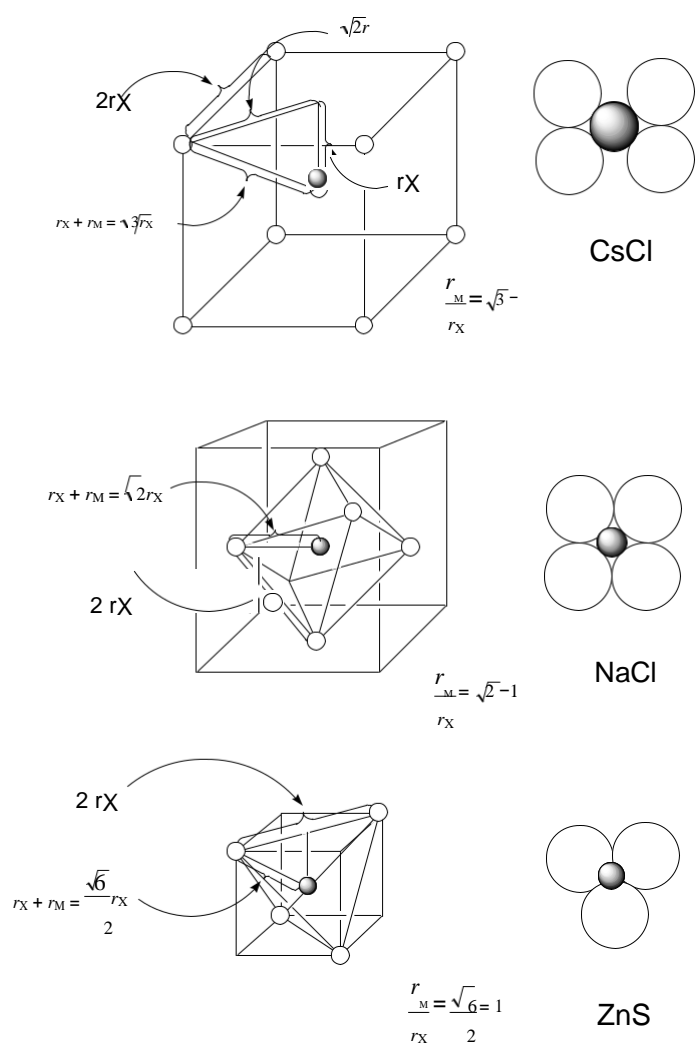 √2r
2rX
rX
rX + rM = √3rX
CsCl
rM/rX = √3 −
rX + rM = √2rX
2 rX
NaCl
rM/rX = √2 −1
2 rX
rX + rM = √6/2 rX
rM/rX = √6/2 = 1
ZnS